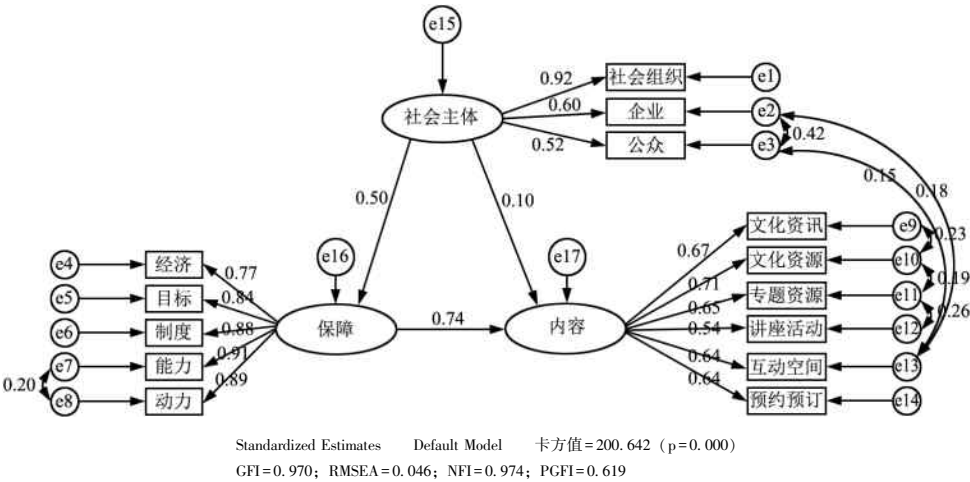 e15
0.92
社会组织
e1
社会主体
0.60
企业
e2
0.42
0.52
公众
e3
0.15
0.18
0.50
0.10
e4
经济
0.77
e16
e17
0.67
文化资讯
e9
0.23
e5
目标
0.84
0.71
文化资源
e10
0.19
e6
制度
0.88
保障
0.74
内容
0.65
专题资源
e11
0.26
0.54
讲座活动
e12
e7
能力
0.91
0.64
互动空间
e13
0.20
e8
动力
0.89
0.64
预约预订
e14
Standardized Estimates Default Model 卡方值=200.642 (p=0.000)
GFI=0.970; RMSEA=0.046; NFI=0.974; PGFI=0.619